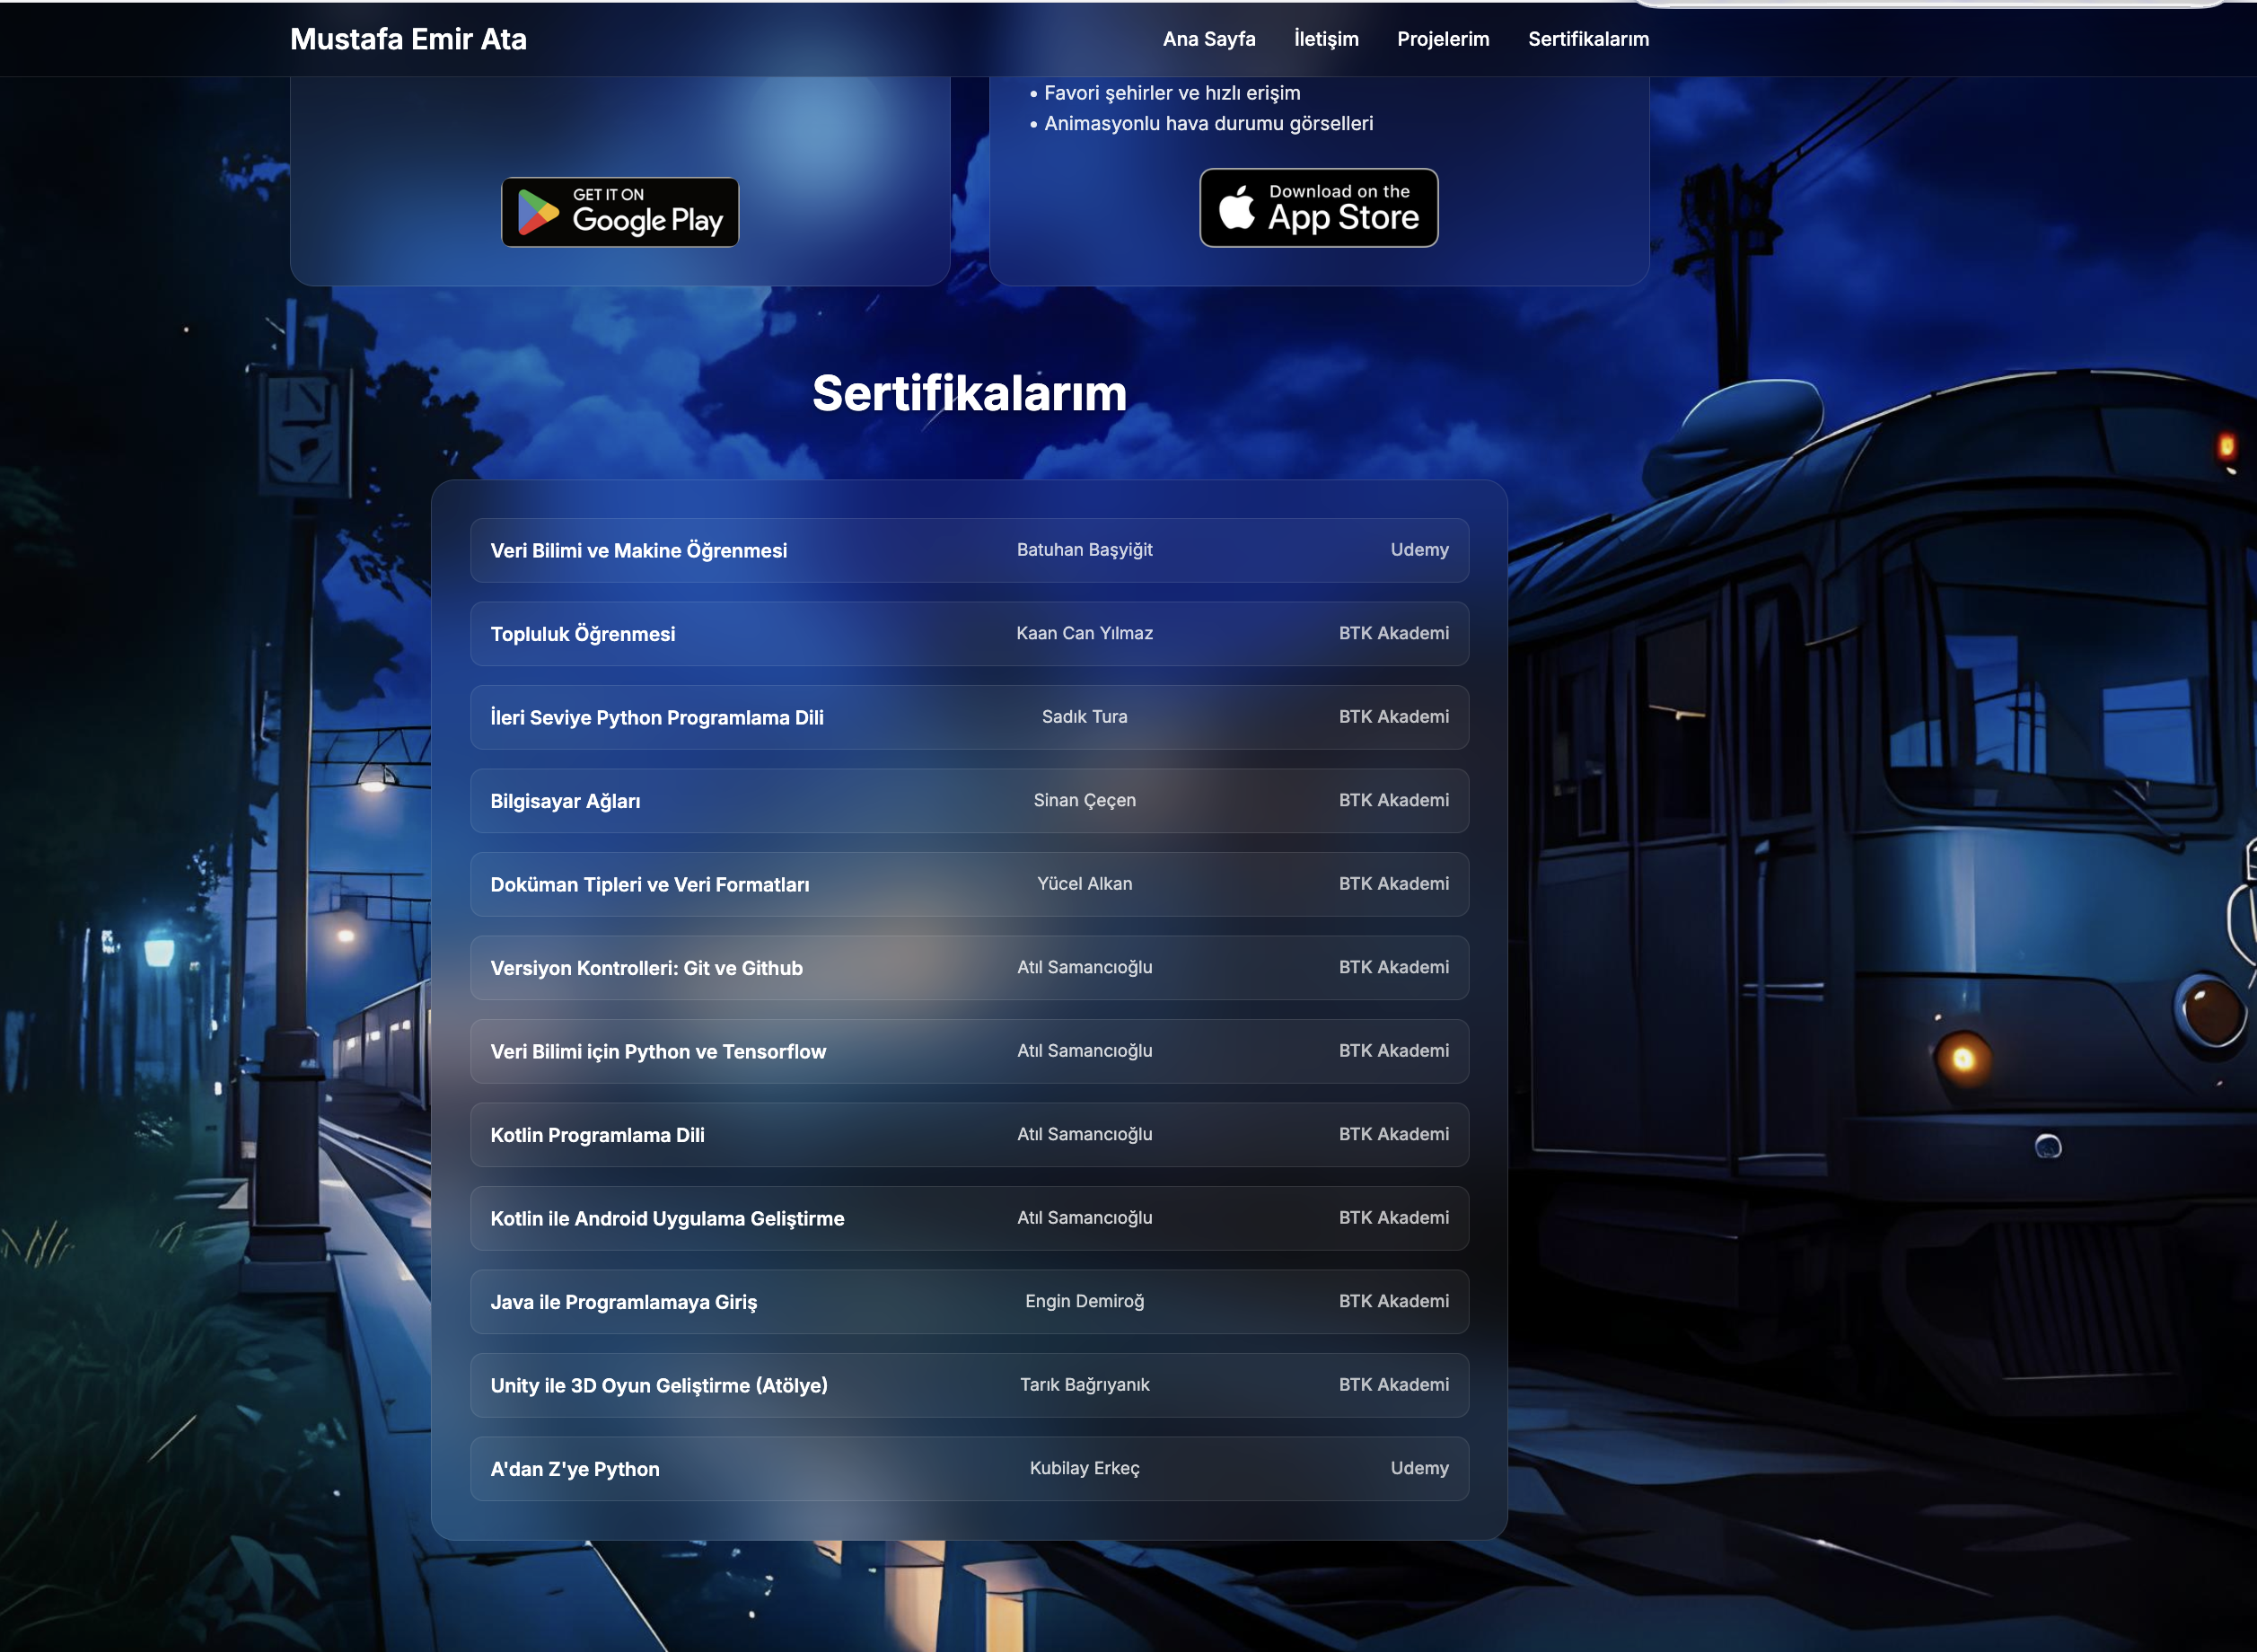 Mustafa Emir Ata
Ana Sayfa İletişim Projelerim Sertifikalarım
• Favori şehirler ve hızlı erişim
• Animasyonlu hava durumu görselleri
GET IT ON
Google Play
Download on the
App Store
Sertifikalarım
Veri Bilimi ve Makine Öğrenmesi Batuhan Başyiğit Udemy
Topluluk Öğrenmesi Kaan Can Yılmaz BTK Akademi
İleri Seviye Python Programlama Dili Sadık Tura BTK Akademi
Bilgisayar Ağları Sinan Çeçen BTK Akademi
Doküman Tipleri ve Veri Formatları Yücel Alkan BTK Akademi
Versiyon Kontrolleri: Git ve Github Atıl Samancıoğlu BTK Akademi
Veri Bilimi için Python ve Tensorflow Atıl Samancıoğlu BTK Akademi
Kotlin Programlama Dili Atıl Samancıoğlu BTK Akademi
Kotlin ile Android Uygulama Geliştirme Atıl Samancıoğlu BTK Akademi
Java ile Programlamaya Giriş Engin Demiroğ BTK Akademi
Unity ile 3D Oyun Geliştirme (Atölye) Tarık Bağrıyanık BTK Akademi
A'dan Z'ye Python Kubilay Erkeç Udemy